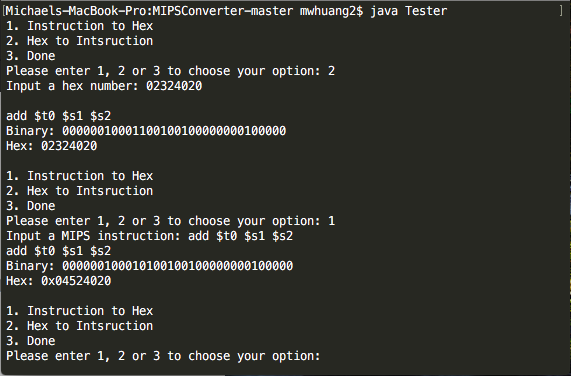 Michaels-MacBook-Pro:MIPSConverter-master mwhuang2$ java Tester
1. Instruction to Hex
2. Hex to Intsruction
3. Done
Please enter 1, 2 or 3 to choose your option: 2
Input a hex number: 02324020
add $t0 $s1 $s2
Binary: 00000010001100100100000000100000
Hex: 02324020
1. Instruction to Hex
2. Hex to Intsruction
3. Done
Please enter 1, 2 or 3 to choose your option: 1
Input a MIPS instruction: add $t0 $s1 $s2
add $t0 $s1 $s2
Binary: 000000100010100100100000000100000
Hex: 0x04524020
1. Instruction to Hex
2. Hex to Intsruction
3. Done
Please enter 1, 2 or 3 to choose your option: